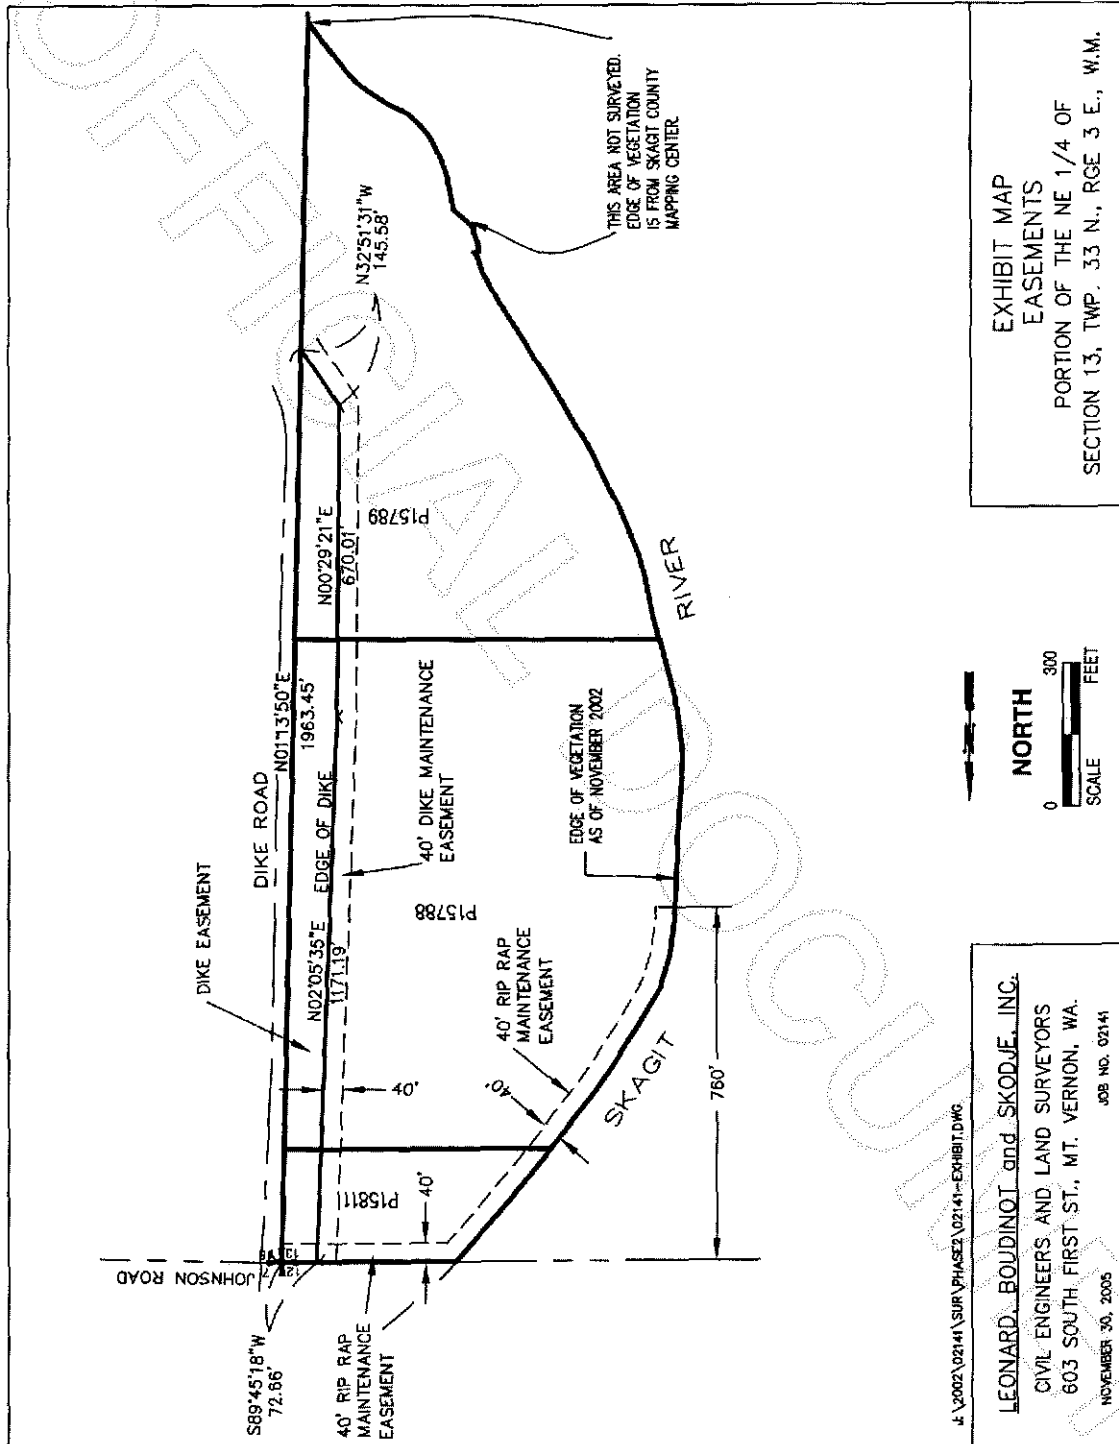 S89°45'18"W
72.66'
JOHNSON ROAD
7
18
12
13
40' RIP RAP
MAINTENANCE
EASEMENT
DIKE EASEMENT
DIKE ROAD
N01°13'50"E
1963.45'
N02°05'35"E
1171.19'
EDGE OF DIKE
N00°29'21"E
670.01'
N32°51'31"W
145.58'
P15811
40'
40'
P15788
40' DIKE MAINTENANCE
EASEMENT
P15789
40' RIP RAP
MAINTENANCE
EASEMENT
40'
EDGE OF VEGETATION
AS OF NOVEMBER 2002
THIS AREA NOT SURVEYED.
EDGE OF VEGETATION
IS FROM SKAGIT COUNTY
MAPPING CENTER.
SKAGIT
RIVER
760'
NORTH
0
300
SCALE
FEET
J:\2002\02141\SUR\PHASE2\02141-EXHIBIT.DWG
LEONARD, BOUDINOT and SKODJE, INC.
CIVIL ENGINEERS AND LAND SURVEYORS
603 SOUTH FIRST ST., MT. VERNON, WA.
NOVEMBER 30, 2005
JOB NO. 02141
EXHIBIT MAP
EASEMENTS
PORTION OF THE NE 1/4 OF
SECTION 13, TWP. 33 N., RGE 3 E., W.M.